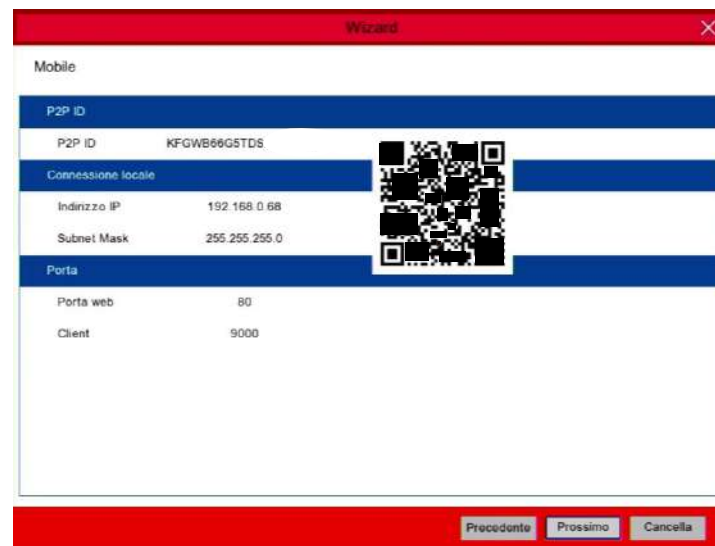 Wizard
Mobile
P2P ID
P2P ID KFGWB66G5TDS
Connessione locale
Indirizzo IP 192.168.0.68
Subnet Mask 255.255.255.0
Porta
Porta web 80
Client 9000
Precedente Prossimo Cancella